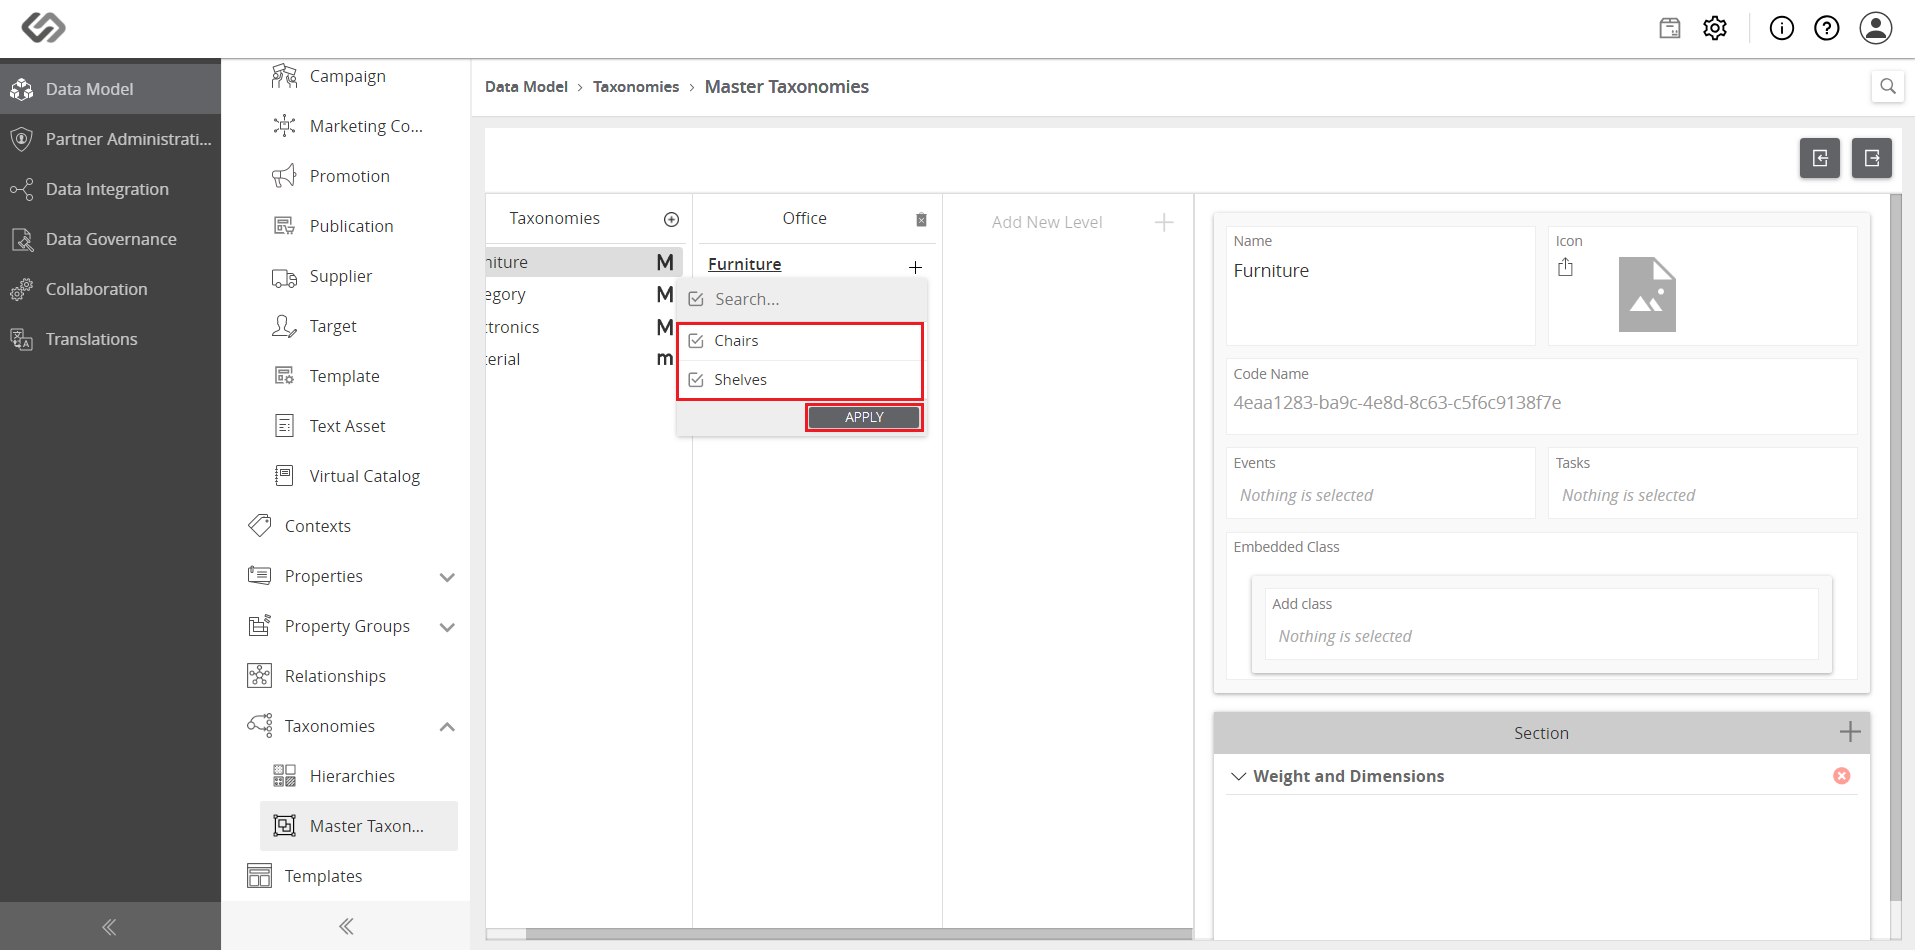 Data Model
Partner Administrati...
Data Integration
Data Governance
Collaboration
Translations
Campaign
Marketing Co...
Promotion
Publication
Supplier
Target
Template
Text Asset
Virtual Catalog
Contexts
Properties
Property Groups
Relationships
Taxonomies
Hierarchies
Master Taxon...
Templates
Data Model > Taxonomies > Master Taxonomies
Taxonomies
niture M
egory M
ctronics M
terial m
Office
Furniture
Search...
Chairs
Shelves
APPLY
Add New Level
Name
Furniture
Icon
Code Name
4eaa1283-ba9c-4e8d-8c63-c5f6c9138f7e
Events
Nothing is selected
Tasks
Nothing is selected
Embedded Class
Add class
Nothing is selected
Section
Weight and Dimensions